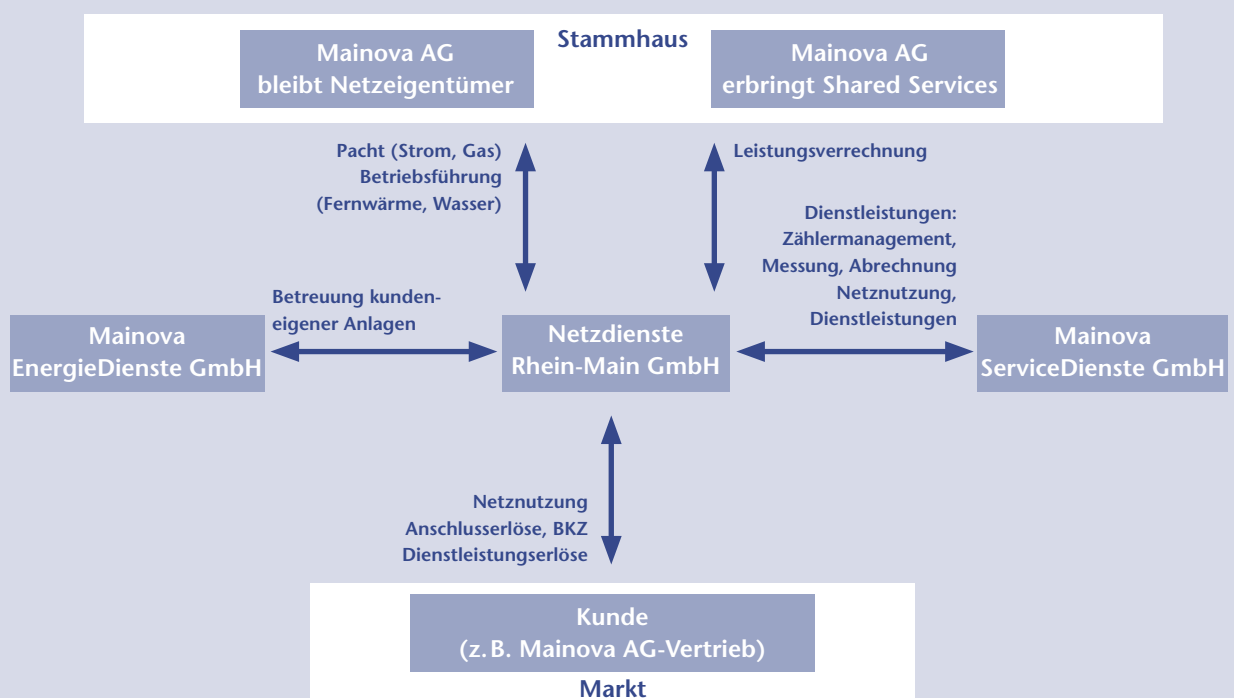 Stammhaus
Mainova AG
bleibt Netzeigentümer
Mainova AG
erbringt Shared Services
Pacht (Strom, Gas)
Betriebsführung
(Fernwärme, Wasser)
Leistungsverrechnung
Dienstleistungen:
Zählermanagement,
Messung, Abrechnung
Netznutzung,
Dienstleistungen
Betreuung kunden-
eigener Anlagen
Mainova
EnergieDienste GmbH
Netzdienste
Rhein-Main GmbH
Mainova
ServiceDienste GmbH
Netznutzung
Anschlusserlöse, BKZ
Dienstleistungserlöse
Kunde
(z. B. Mainova AG-Vertrieb)
Markt